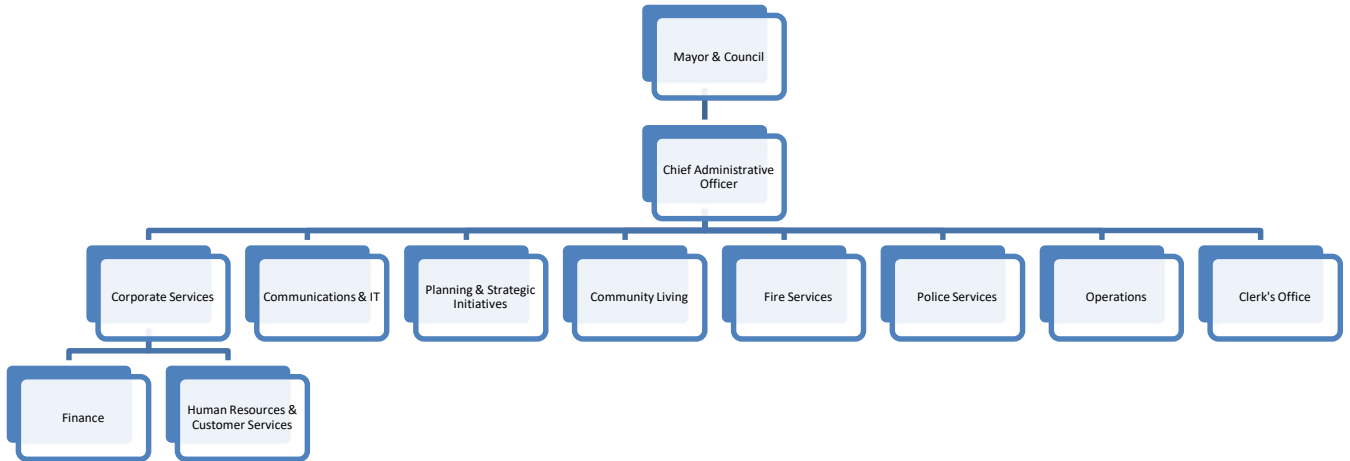 Mayor & Council
Chief Administrative
Officer
Corporate Services
Communications & IT
Planning & Strategic
Initiatives
Community Living
Fire Services
Police Services
Operations
Clerk's Office
Finance
Human Resources &
Customer Services